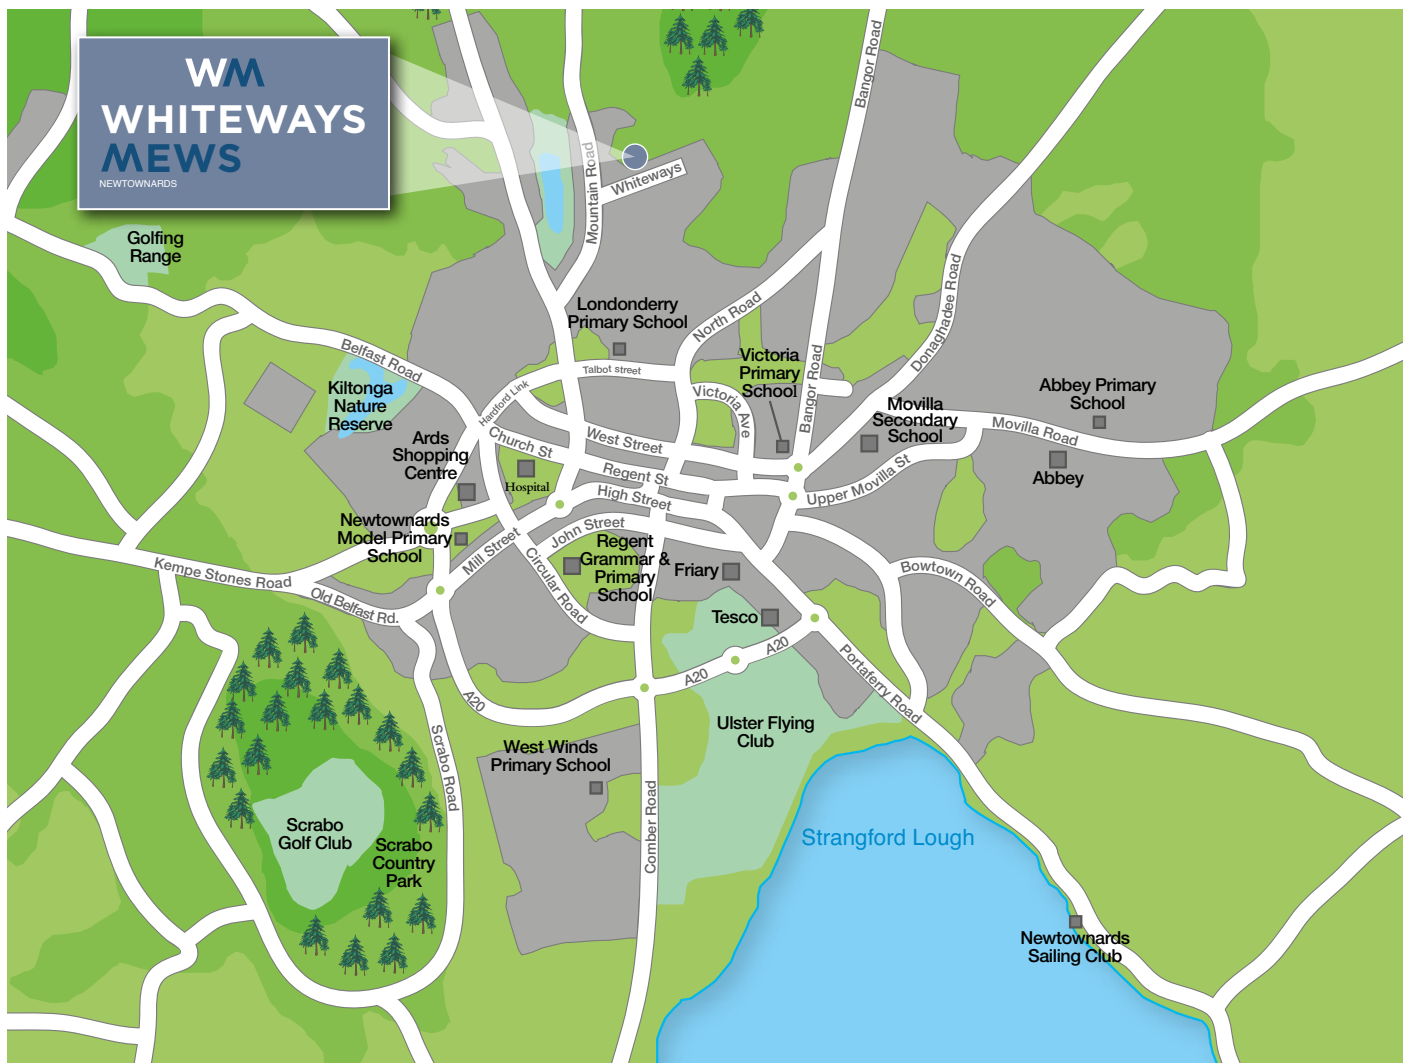 WM
WHITEWAYS
MEWS
NEWTOWNARDS
Bangor Road
Mountain Road
Whiteways
Golfing
Range
Londonderry
Primary School
North Road
Donaghadee Road
Belfast Road
Talbot street
Victoria
Primary
School
Bangor Road
Abbey Primary
School
Kiltonga
Nature
Reserve
Hardford Link
Victoria Ave
Movilla
Secondary
School
Movilla Road
Ards
Shopping
Centre
Church St
West Street
Regent St
Hospital
High Street
Upper Movilla St
Abbey
Newtownards
Model Primary
School
Mill Street
John Street
Regent
Grammar &
Primary
School
Friary
Kempe Stones Road
Old Belfast Rd.
Circular Road
Bowtown Road
Tesco
A20
A20
A20
Portaferry Road
Scrabo Road
Ulster Flying
Club
West Winds
Primary School
Comber Road
Scrabo
Golf Club
Scrabo
Country
Park
Strangford Lough
Newtownards
Sailing Club